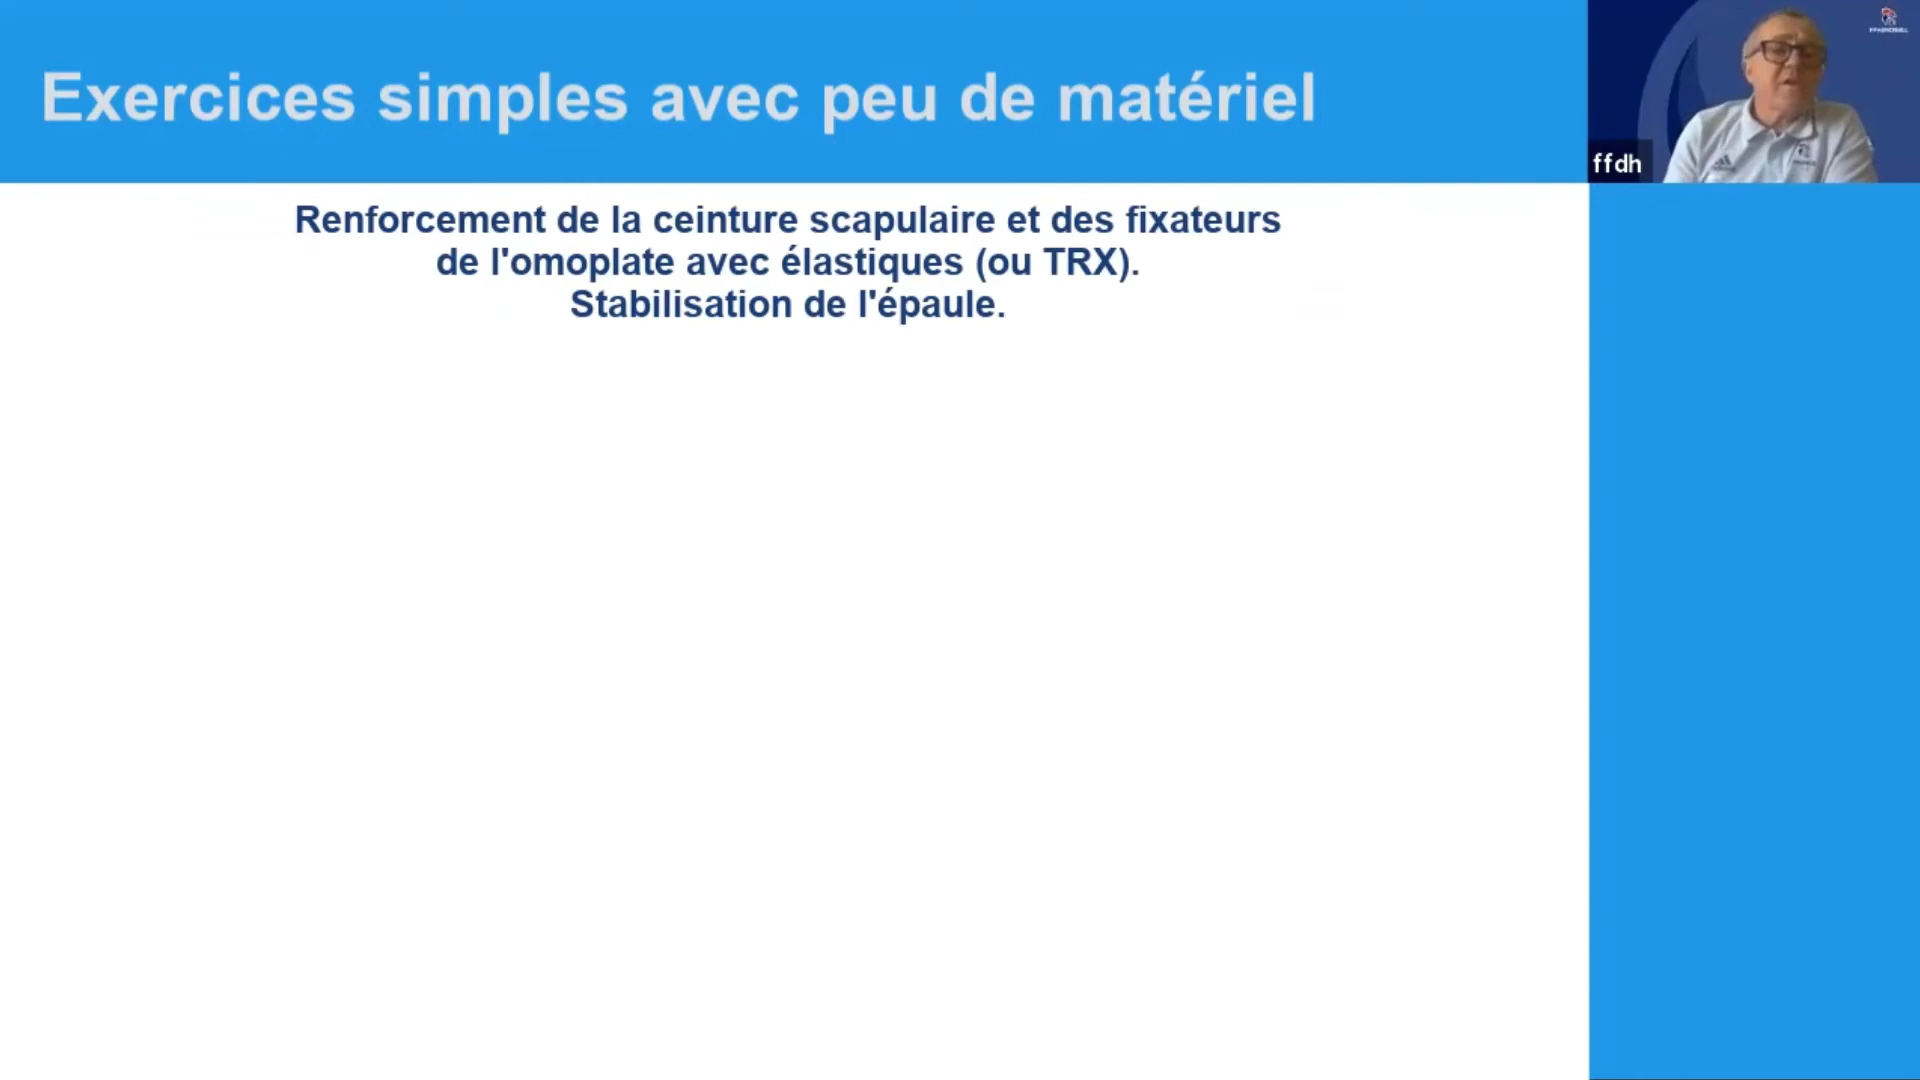 Exercices simples avec peu de matériel
ffdh
Renforcement de la ceinture scapulaire et des fixateurs
de l'omoplate avec élastiques (ou TRX).
Stabilisation de l'épaule.